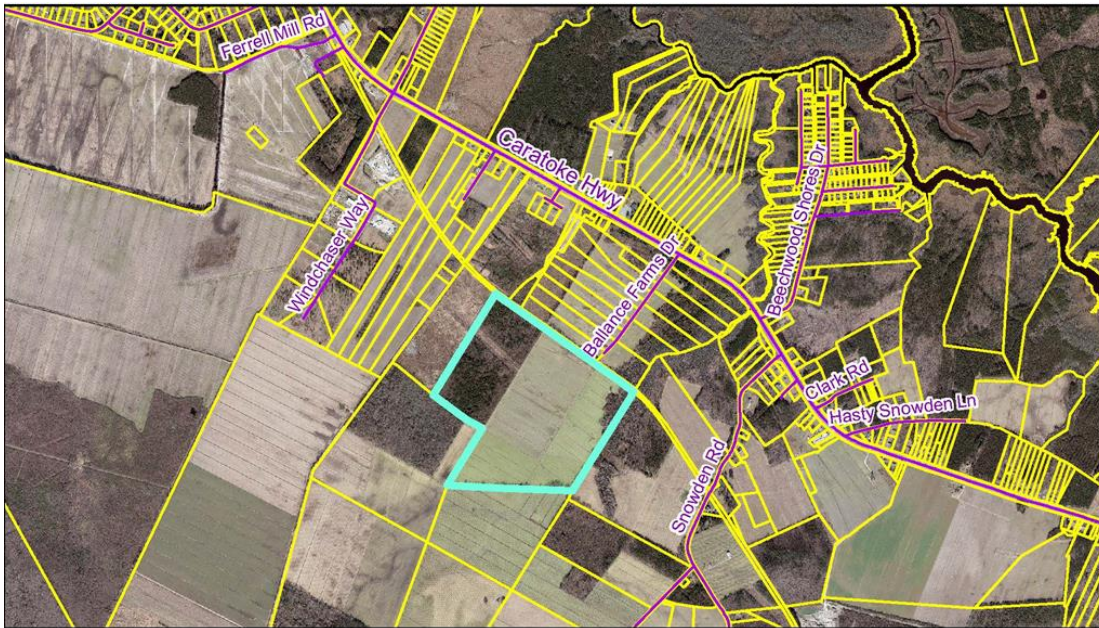 Ferrell Mill Rd
Caratoke Hwy
Windchaser Way
Ballance Farms Dr
Beechwood Shores Dr
Clark Rd
Hasty Snowden Ln
Snowden Rd